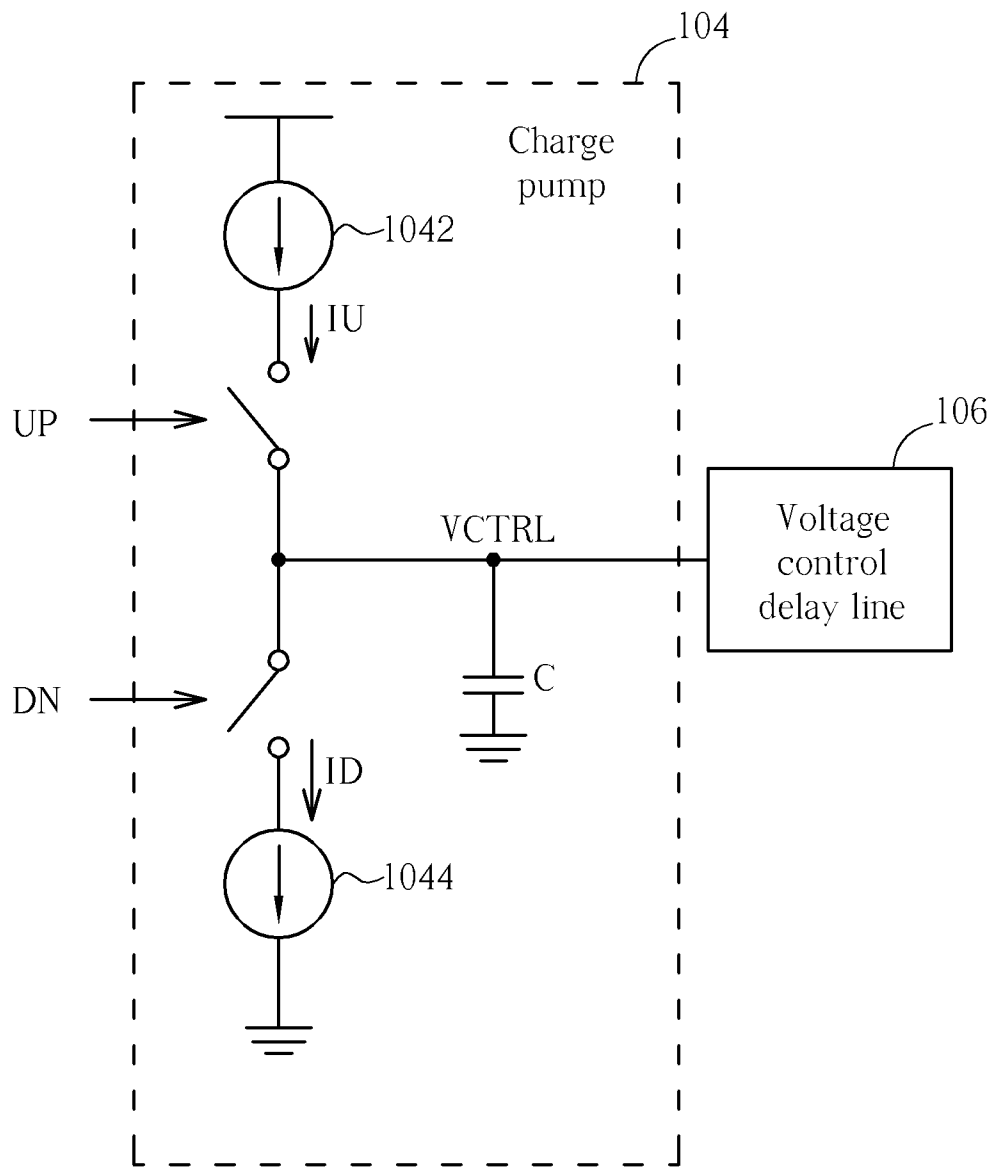 104
Charge
pump
1042
IU
UP
106
VCTRL
Voltage
control
delay line
C
DN
ID
1044